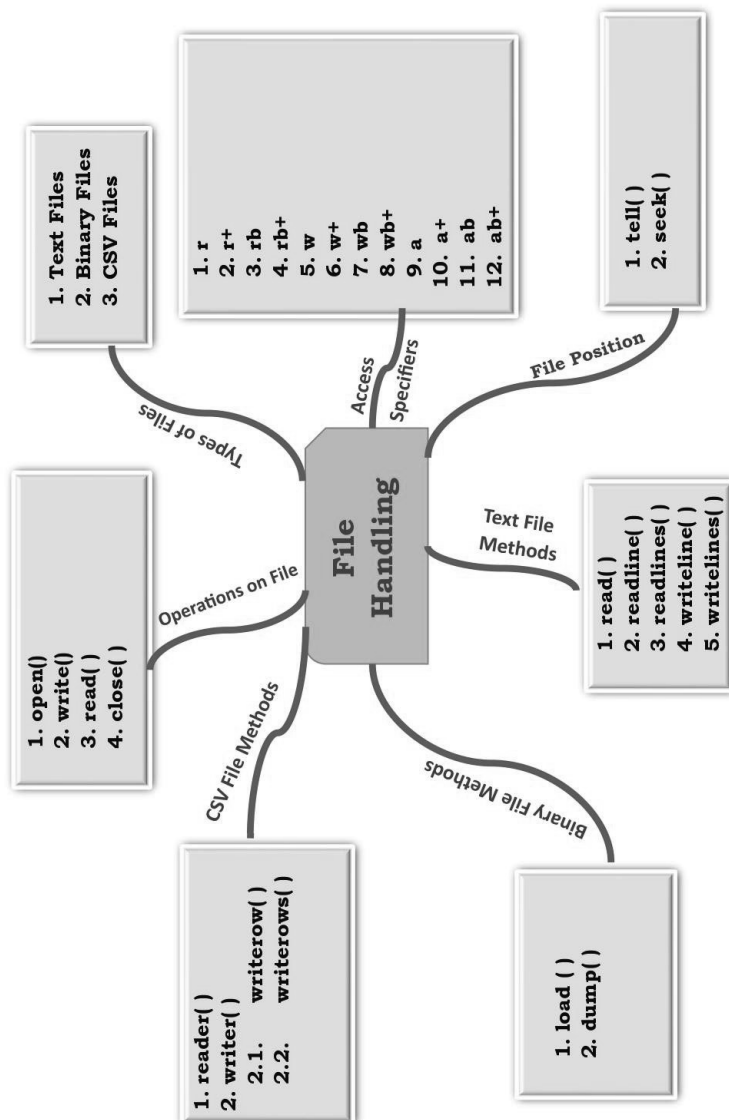 File
Handling
Types of Files
1. Text Files
2. Binary Files
3. CSV Files
Access
Specifiers
1. r
2. r+
3. rb
4. rb+
5. w
6. w+
7. wb
8. wb+
9. a
10. a+
11. ab
12. ab+
File Position
1. tell( )
2. seek( )
Text File
Methods
1. read( )
2. readline( )
3. readlines( )
4. writeline( )
5. writelines( )
Binary File Methods
1. load ( )
2. dump( )
CSV File Methods
1. reader( )
2. writer( )
2.1. writerow( )
2.2. writerows( )
Operations on File
1. open()
2. write()
3. read( )
4. close( )